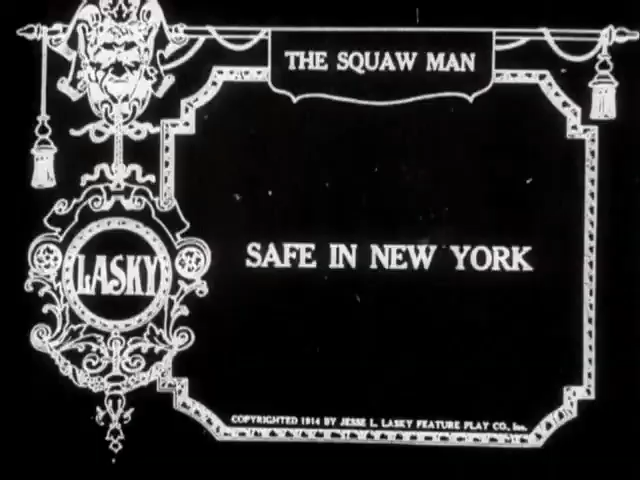 THE SQUAW MAN
LASKY
SAFE IN NEW YORK
COPYRIGHTED 1914 BY JESSE L. LASKY FEATURE PLAY CO., Inc.